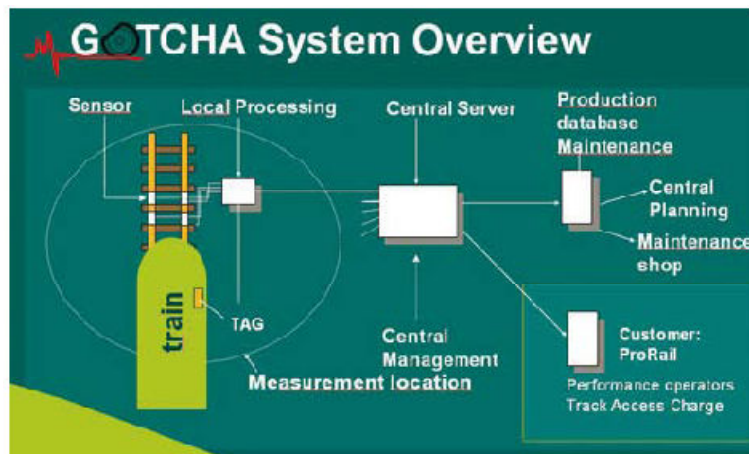 GOTCHA System Overview
Sensor
Local Processing
Central Server
Production
database
Maintenance
Central
Planning
Maintenance
shop
train
TAG
Central
Management
Measurement location
Customer:
ProRail
Performance operators
Track Access Charge